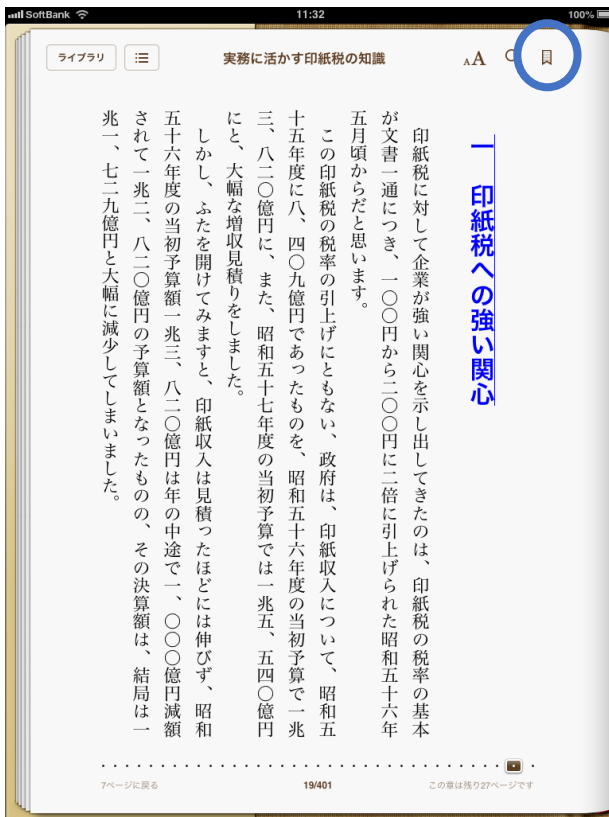 SoftBank 11:32 100%
ライブラリ 実務に活かす印紙税の知識 AA
一　印紙税への強い関心
　印紙税に対して企業が強い関心を示し出してきたのは、印紙税の税率の基本
が文書一通につき、一〇〇円から二〇〇円に二倍に引上げられた昭和五十六年
五月頃からだと思います。
　この印紙税の税率の引上げにともない、政府は、印紙収入について、昭和五
十五年度に八、四〇九億円であったものを、昭和五十六年度の当初予算で一兆
三、八二〇億円に、また、昭和五十七年度の当初予算では一兆五、五四〇億円
にと、大幅な増収見積りをしました。
　しかし、ふたを開けてみますと、印紙収入は見積ったほどには伸びず、昭和
五十六年度の当初予算額一兆三、八二〇億円は年の中途で一、〇〇〇億円減額
されて一兆二、八二〇億円の予算額となったものの、その決算額は、結局は一
兆一、七二九億円と大幅に減少してしまいました。
7ページに戻る 19/401 この章は残り27ページです